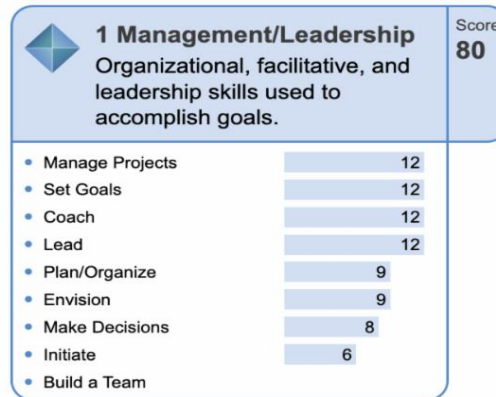 1 Management/Leadership
Organizational, facilitative, and
leadership skills used to
accomplish goals.
Score
80
• Manage Projects 12
• Set Goals 12
• Coach 12
• Lead 12
• Plan/Organize 9
• Envision 9
• Make Decisions 8
• Initiate 6
• Build a Team